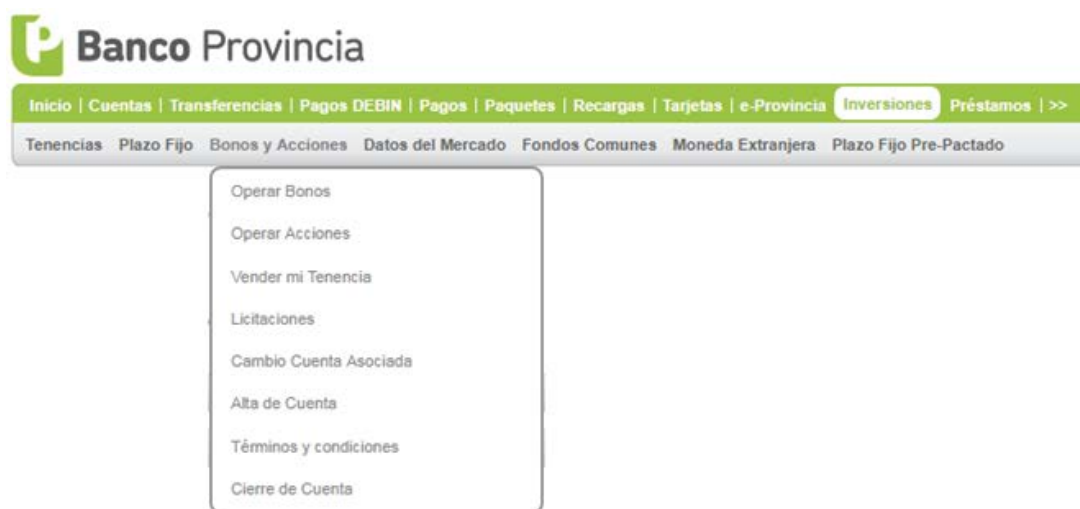 Banco Provincia
Inicio | Cuentas | Transferencias | Pagos DEBIN | Pagos | Paquetes | Recargas | Tarjetas | e-Provincia Inversiones Préstamos | >>
Tenencias Plazo Fijo Bonos y Acciones Datos del Mercado Fondos Comunes Moneda Extranjera Plazo Fijo Pre-Pactado
Operar Bonos
Operar Acciones
Vender mi Tenencia
Licitaciones
Cambio Cuenta Asociada
Alta de Cuenta
Términos y condiciones
Cierre de Cuenta